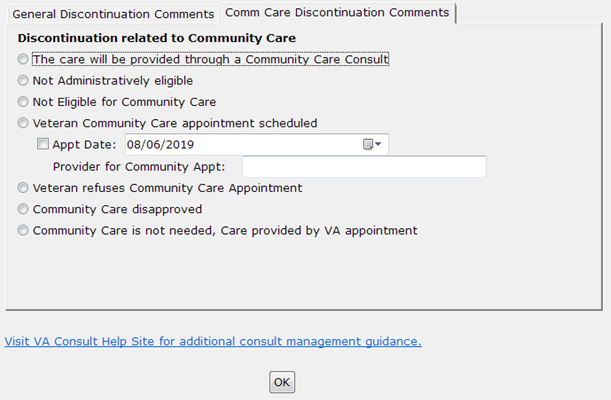 General Discontinuation Comments
Comm Care Discontinuation Comments
Discontinuation related to Community Care
The care will be provided through a Community Care Consult
Not Administratively eligible
Not Eligible for Community Care
Veteran Community Care appointment scheduled
Appt Date: 08/06/2019
Provider for Community Appt:
Veteran refuses Community Care Appointment
Community Care disapproved
Community Care is not needed, Care provided by VA appointment
Visit VA Consult Help Site for additional consult management guidance.
OK